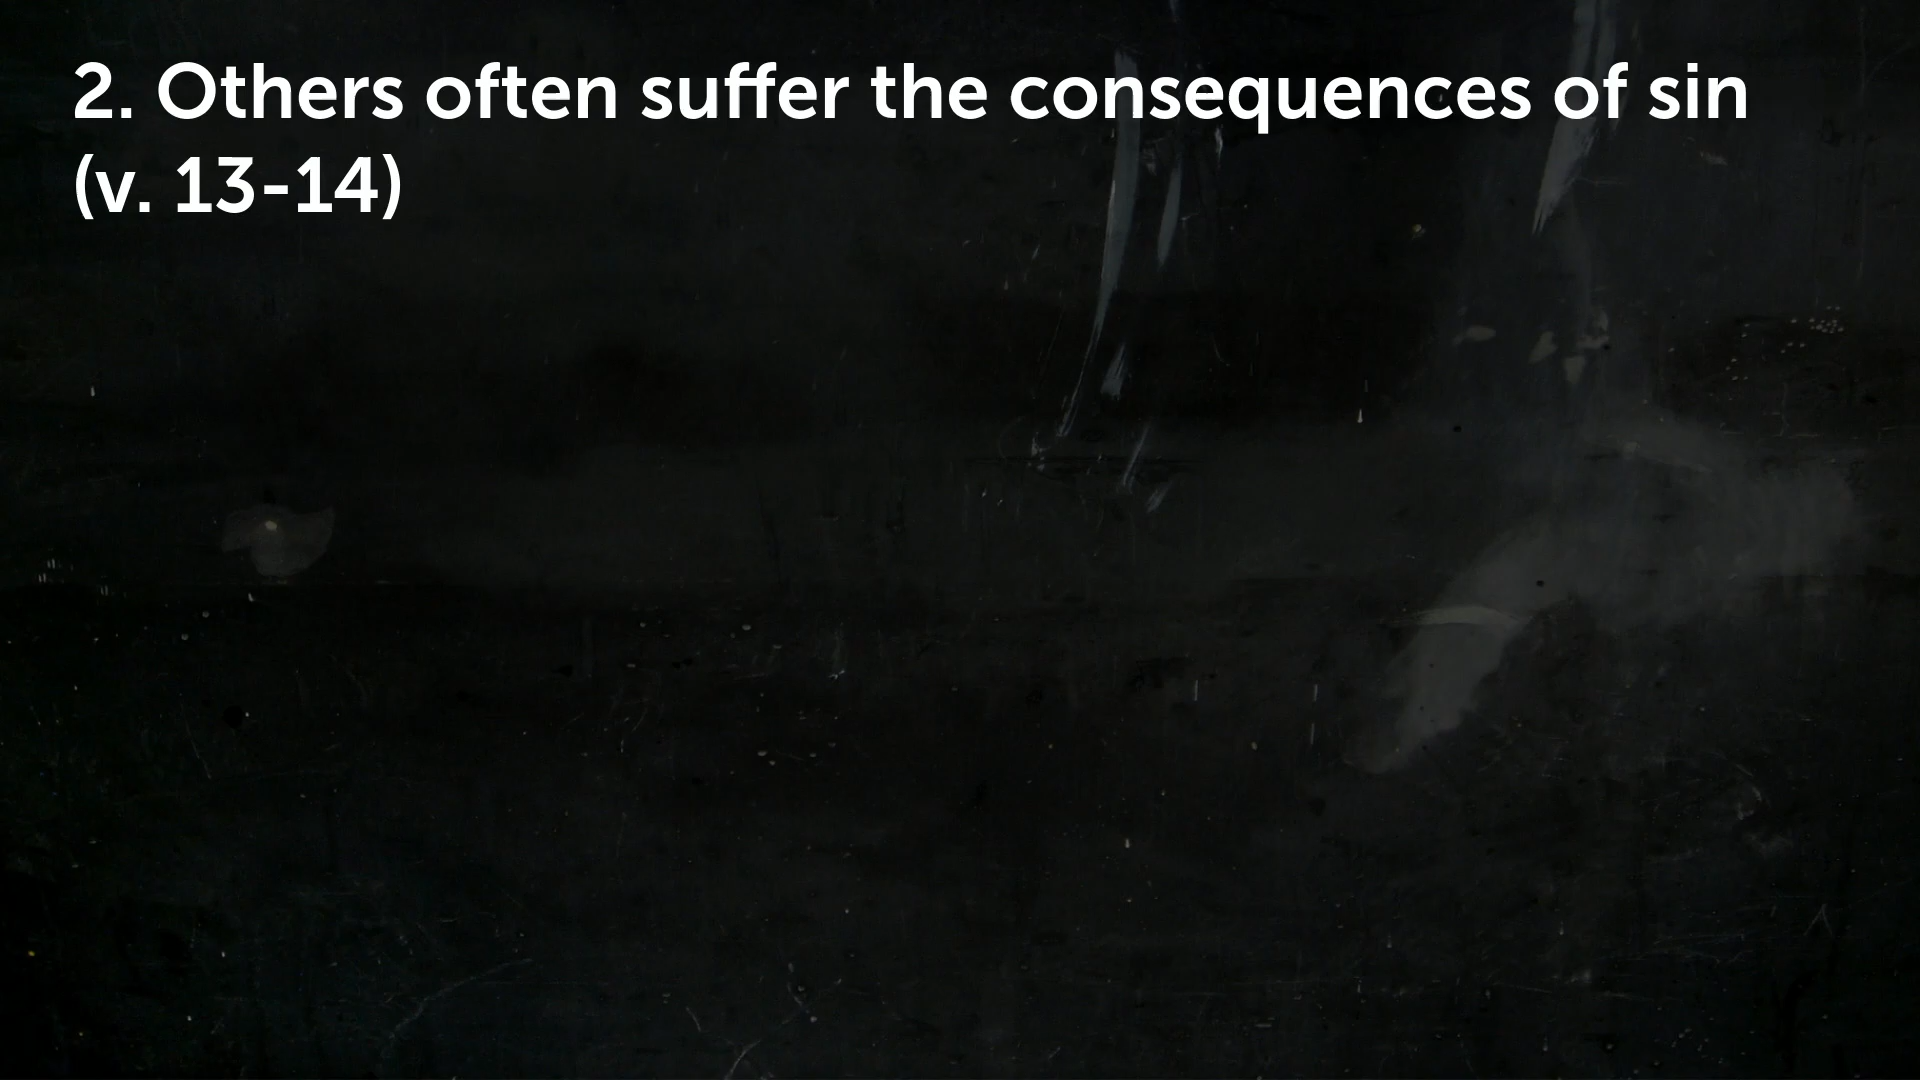 2. Others often suffer the consequences of sin
(v. 13-14)